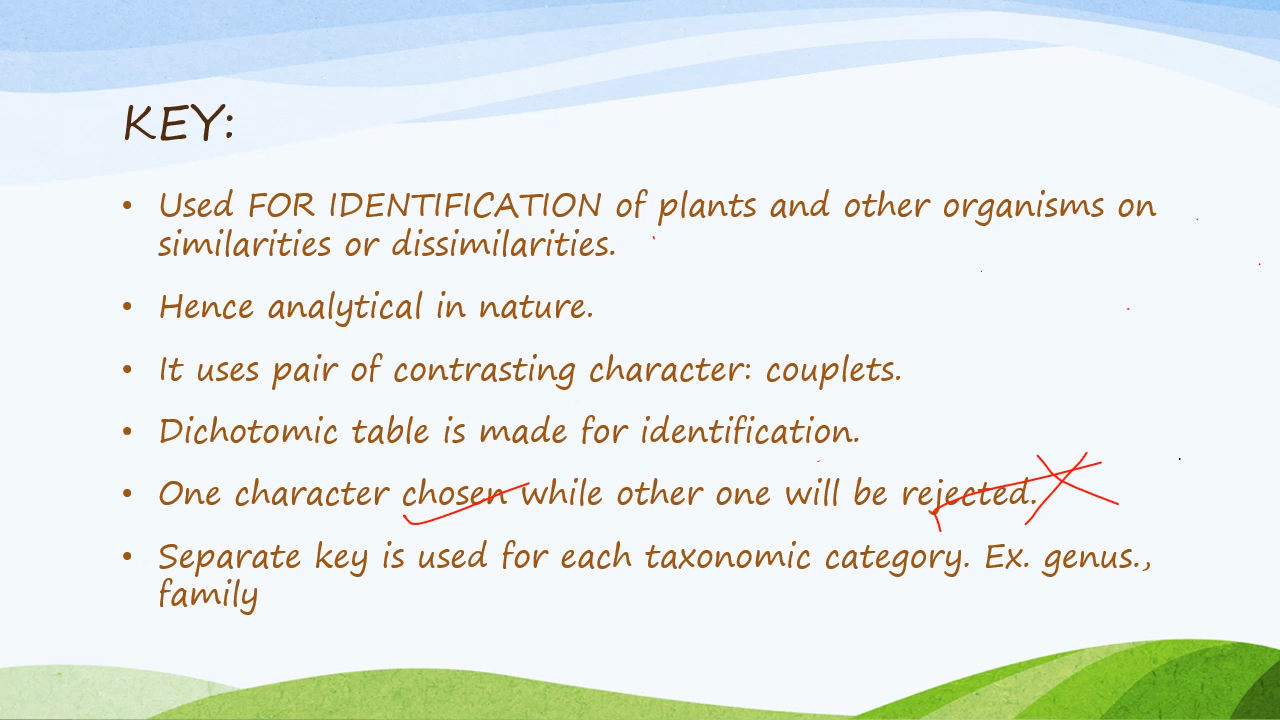 KEY:
• Used FOR IDENTIFICATION of plants and other organisms on
similarities or dissimilarities.
• Hence analytical in nature.
• It uses pair of contrasting character: couplets.
• Dichotomic table is made for identification.
• One character chosen while other one will be rejected.
• Separate key is used for each taxonomic category. Ex. genus.,
family